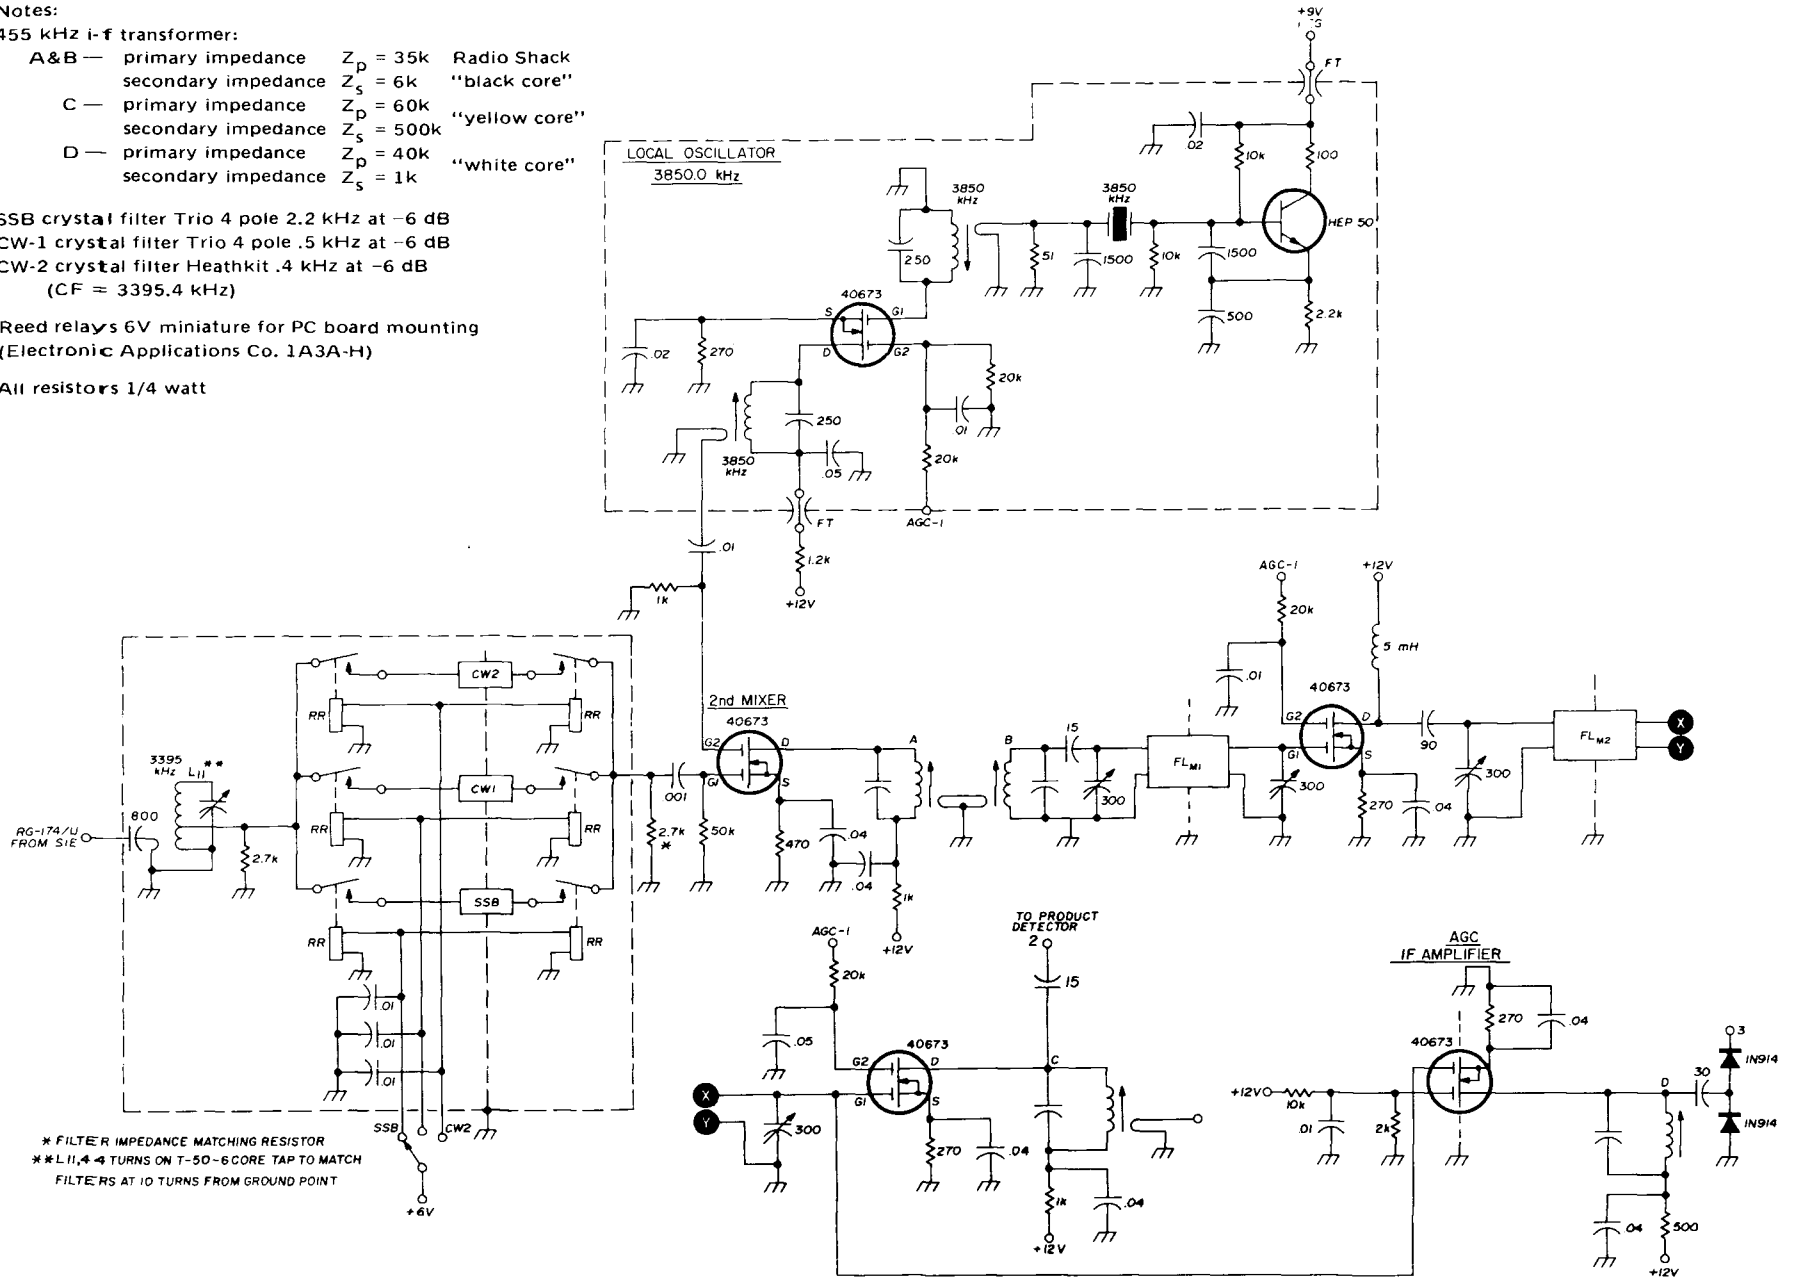 Notes:
455 kHz i-f transformer:
A&B — primary impedance Zp = 35k Radio Shack
secondary impedance Zs = 6k "black core"
C — primary impedance Zp = 60k
"yellow core"
secondary impedance Zs = 500k
D — primary impedance Zp = 40k
"white core"
secondary impedance Zs = 1k
SSB crystal filter Trio 4 pole 2.2 kHz at -6 dB
CW-1 crystal filter Trio 4 pole .5 kHz at -6 dB
CW-2 crystal filter Heathkit .4 kHz at -6 dB
(CF = 3395.4 kHz)
Reed relays 6V miniature for PC board mounting
(Electronic Applications Co. 1A3A-H)
All resistors 1/4 watt
+9V
FT
LOCAL OSCILLATOR
3850.0 kHz
.02
10k
100
HEP 50
3850
kHz
3850
kHz
250
51
1500
10k
1500
500
2.2k
40673
S
G1
D
G2
.02
270
20k
250
.01
3850
kHz
.05
20k
FT
AGC-1
.01
1.2k
1k
+12V
AGC-1
+12V
20k
5 mH
.01
CW2
RR
RR
3395
kHz
L11**
CW1
800
RG-174/U
FROM S1E
2.7k
RR
RR
SSB
RR
RR
.01
.01
.01
SSB
CW2
+6V
2nd MIXER
40673
G2
D
G1
S
.001
2.7k
*
50k
470
.04
.04
1k
+12V
A
B
15
300
FLM1
300
40673
G2
D
G1
S
90
270
.04
300
FLM2
X
Y
* FILTER IMPEDANCE MATCHING RESISTOR
**L11,44 TURNS ON T-50-6 CORE TAP TO MATCH
FILTERS AT 10 TURNS FROM GROUND POINT
AGC-1
20k
.05
40673
G2
D
G1
S
X
Y
300
270
.04
TO PRODUCT
DETECTOR
2
15
C
1k
.04
+12V
AGC
IF AMPLIFIER
270
.04
40673
+12V
10k
.01
2k
D
30
3
1N914
1N914
.04
500
+12V